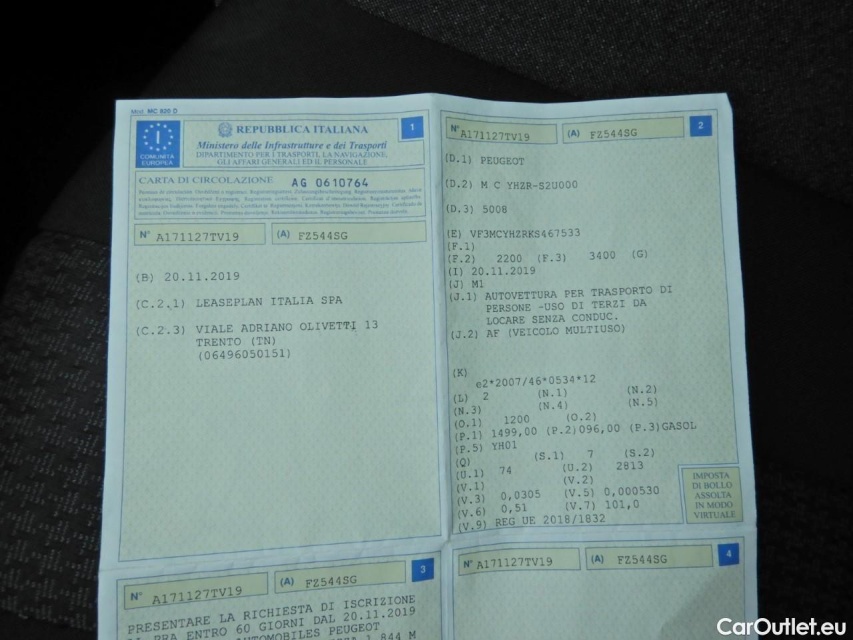 Mod. MC 820 D
COMUNITÀ
EUROPEA
REPUBBLICA ITALIANA
1
Ministero delle Infrastrutture e dei Trasporti
DIPARTIMENTO PER I TRASPORTI, LA NAVIGAZIONE,
GLI AFFARI GENERALI ED IL PERSONALE
CARTA DI CIRCOLAZIONE AG 0610764
N° A171127TV19 (A) FZ544SG
(B) 20.11.2019
(C.2.1) LEASEPLAN ITALIA SPA
(C.2.3) VIALE ADRIANO OLIVETTI 13
TRENTO (TN)
(06496050151)
N° A171127TV19 (A) FZ544SG 2
(D.1) PEUGEOT
(D.2) M C YHZR-S2U000
(D.3) 5008
(E) VF3MCYHZRKS467533
(F.1)
(F.2) 2200 (F.3) 3400 (G)
(I) 20.11.2019
(J) M1
(J.1) AUTOVETTURA PER TRASPORTO DI
PERSONE -USO DI TERZI DA
LOCARE SENZA CONDUC.
(J.2) AF (VEICOLO MULTIUSO)
(K)
e2*2007/46*0534*12
(L) 2 (N.1) (N.2)
(N.3) (N.4) (N.5)
(O.1) 1200 (O.2)
(P.1) 1499,00 (P.2)096,00 (P.3)GASOL
(P.5) YH01
(Q) (S.1) 7 (S.2)
(U.1) 74 (U.2) 2813
(V.1) (V.2)
(V.3) 0,0305 (V.5) 0,000530
(V.6) 0,51 (V.7) 101,0
(V.9) REG UE 2018/1832
IMPOSTA
DI BOLLO
ASSOLTA
IN MODO
VIRTUALE
N° A171127TV19 (A) FZ544SG 3
PRESENTARE LA RICHIESTA DI ISCRIZIONE
PRA ENTRO 60 GIORNI DAL 20.11.2019
AUTOMOBILES PEUGEOT
1,844 M
N° A171127TV19 (A) FZ544SG 4
CarOutlet.eu